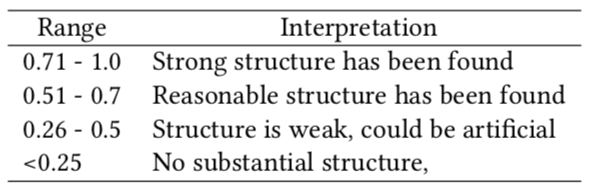 Range Interpretation
0.71 - 1.0 Strong structure has been found
0.51 - 0.7 Reasonable structure has been found
0.26 - 0.5 Structure is weak, could be artificial
<0.25 No substantial structure,